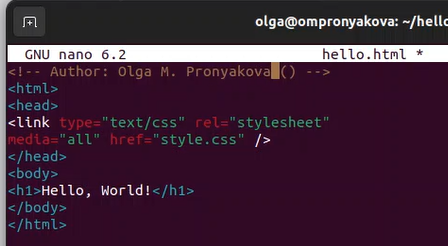 olga@ompronyakova: ~/hello
GNU nano 6.2 hello.html *
<!-- Author: Olga M. Pronyakova () -->
<html>
<head>
<link type="text/css" rel="stylesheet"
media="all" href="style.css" />
</head>
<body>
<h1>Hello, World!</h1>
</body>
</html>